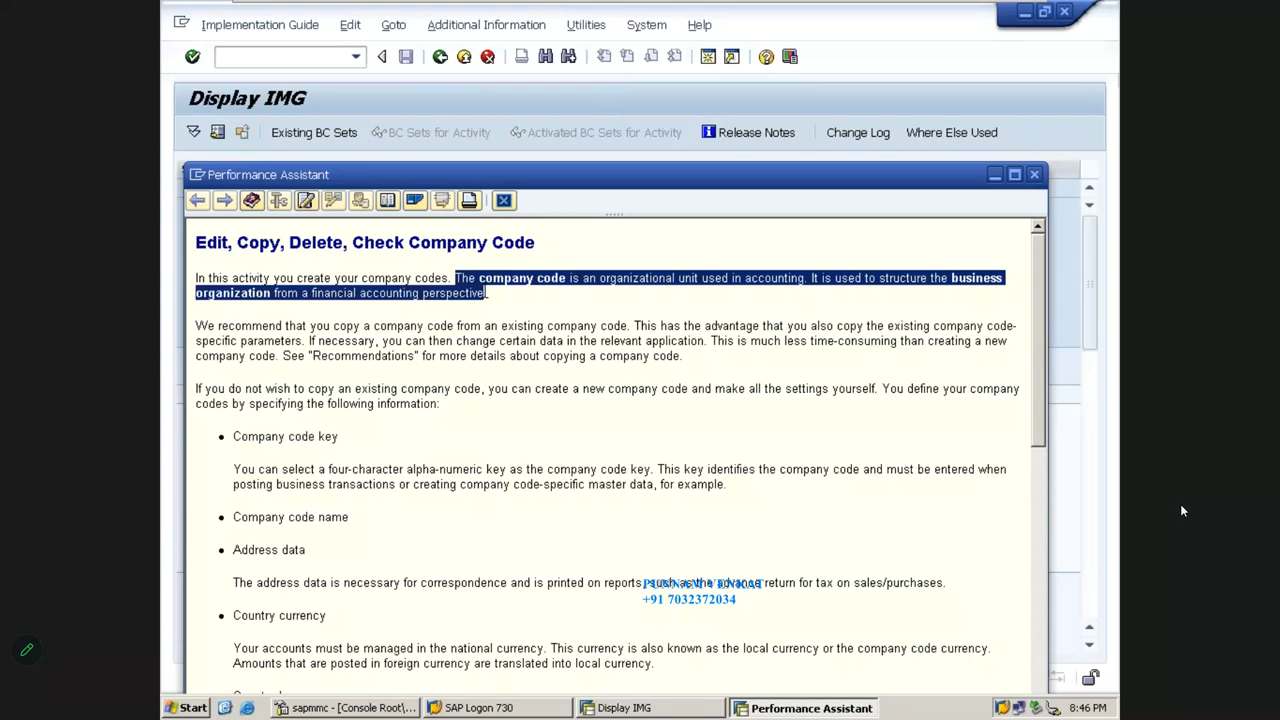 Implementation Guide Edit Goto Additional Information Utilities System Help
Display IMG
Existing BC Sets BC Sets for Activity Activated BC Sets for Activity Release Notes Change Log Where Else Used
Performance Assistant
Edit, Copy, Delete, Check Company Code
In this activity you create your company codes. The company code is an organizational unit used in accounting. It is used to structure the business
organization from a financial accounting perspective.
We recommend that you copy a company code from an existing company code. This has the advantage that you also copy the existing company code-
specific parameters. If necessary, you can then change certain data in the relevant application. This is much less time-consuming than creating a new
company code. See "Recommendations" for more details about copying a company code.
If you do not wish to copy an existing company code, you can create a new company code and make all the settings yourself. You define your company
codes by specifying the following information:
• Company code key
You can select a four-character alpha-numeric key as the company code key. This key identifies the company code and must be entered when
posting business transactions or creating company code-specific master data, for example.
• Company code name
• Address data
The address data is necessary for correspondence and is printed on reports, such as the advance return for tax on sales/purchases.
VENKAT
+91 7032372034
• Country currency
Your accounts must be managed in the national currency. This currency is also known as the local currency or the company code currency.
Amounts that are posted in foreign currency are translated into local currency.
Start sapmmc - [Console Root\... SAP Logon 730 Display IMG Performance Assistant 8:46 PM